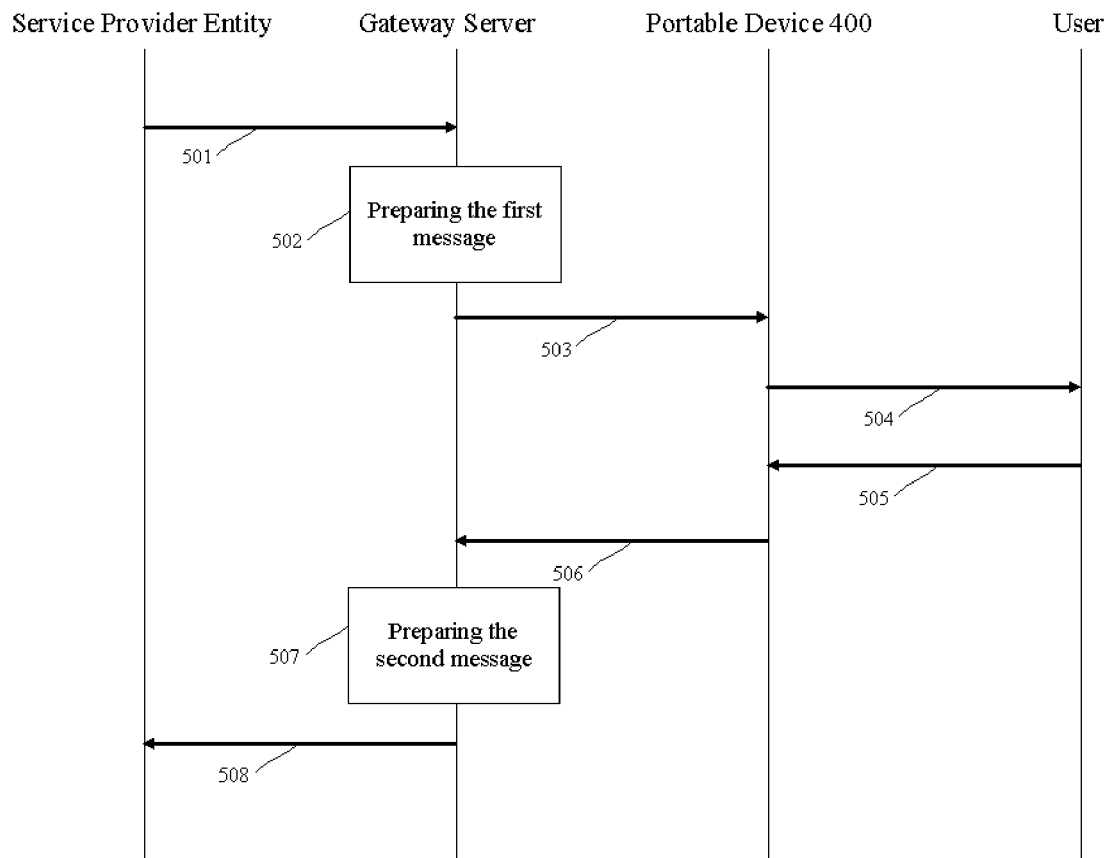 Service Provider Entity
Gateway Server
Portable Device 400
User
501
Preparing the first
message
502
503
504
505
506
Preparing the
second message
507
508